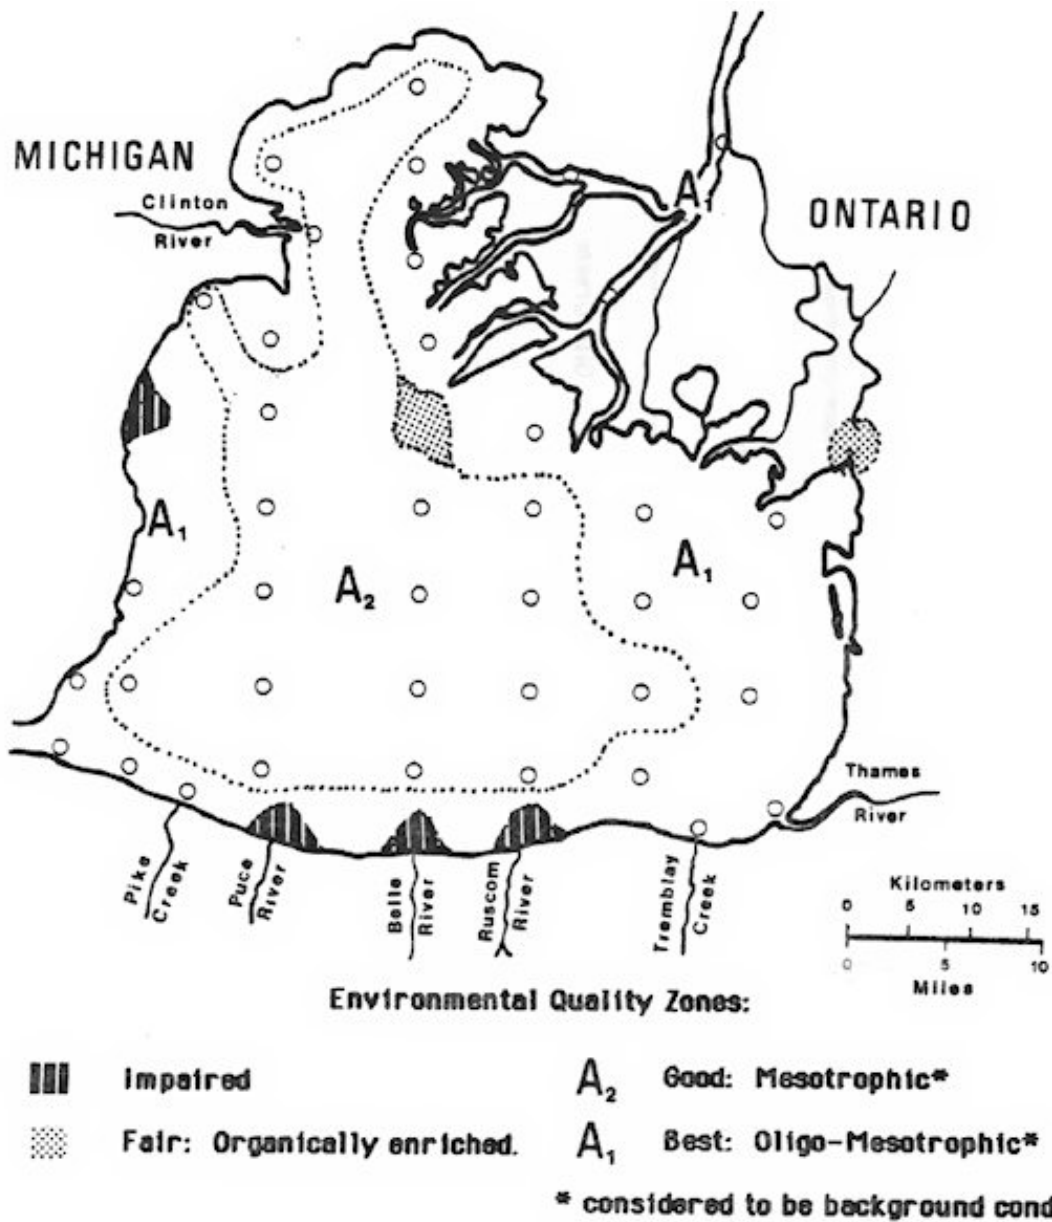 MICHIGAN
Clinton
River
A₁
ONTARIO
A₁
A₂
A₁
Thames
River
Pike
Creek
Puce
River
Belle
River
Ruscom
River
Tremblay
Creek
Kilometers
0 5 10 15
0 5 10
Miles
Environmental Quality Zones:
Impaired
Fair: Organically enriched.
A₂ Good: Mesotrophic*
A₁ Best: Oligo-Mesotrophic*
* considered to be background cond